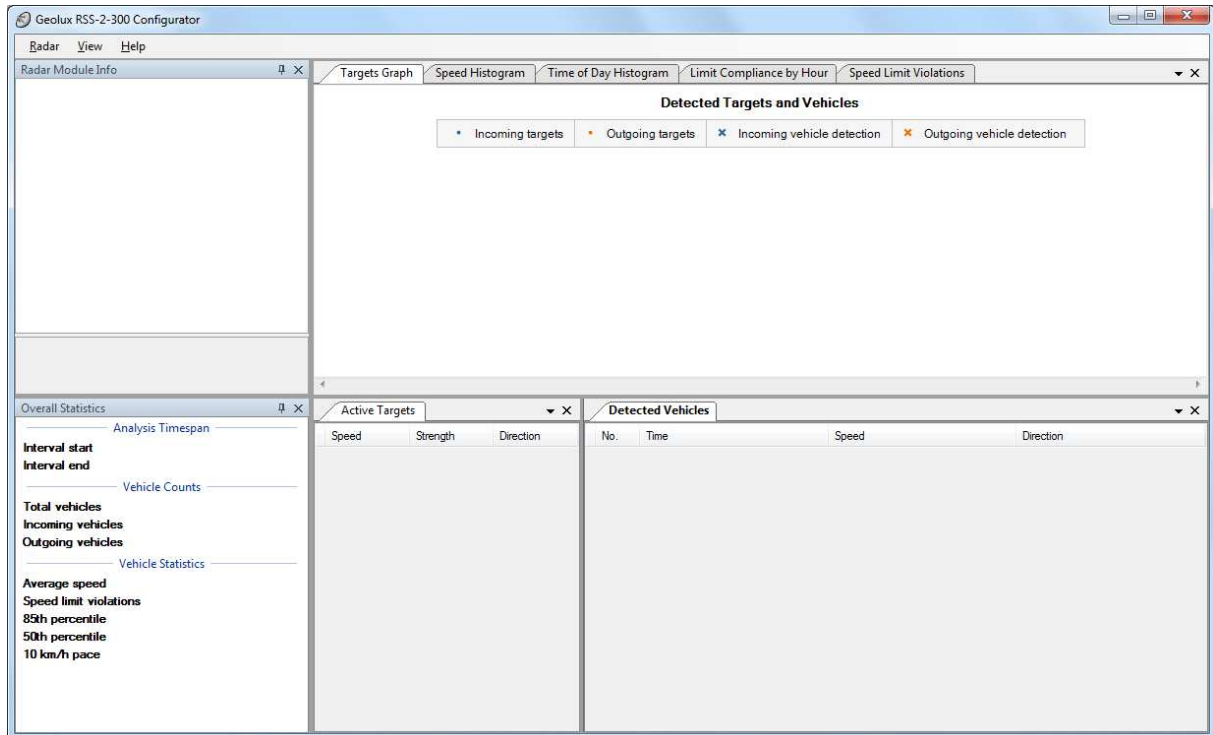 Geolux RSS-2-300 Configurator
Radar View Help
Radar Module Info
Targets Graph Speed Histogram Time of Day Histogram Limit Compliance by Hour Speed Limit Violations
Detected Targets and Vehicles
Incoming targets Outgoing targets Incoming vehicle detection Outgoing vehicle detection
Overall Statistics
Analysis Timespan
Interval start
Interval end
Vehicle Counts
Total vehicles
Incoming vehicles
Outgoing vehicles
Vehicle Statistics
Average speed
Speed limit violations
85th percentile
50th percentile
10 km/h pace
Active Targets
Speed Strength Direction
Detected Vehicles
No. Time Speed Direction